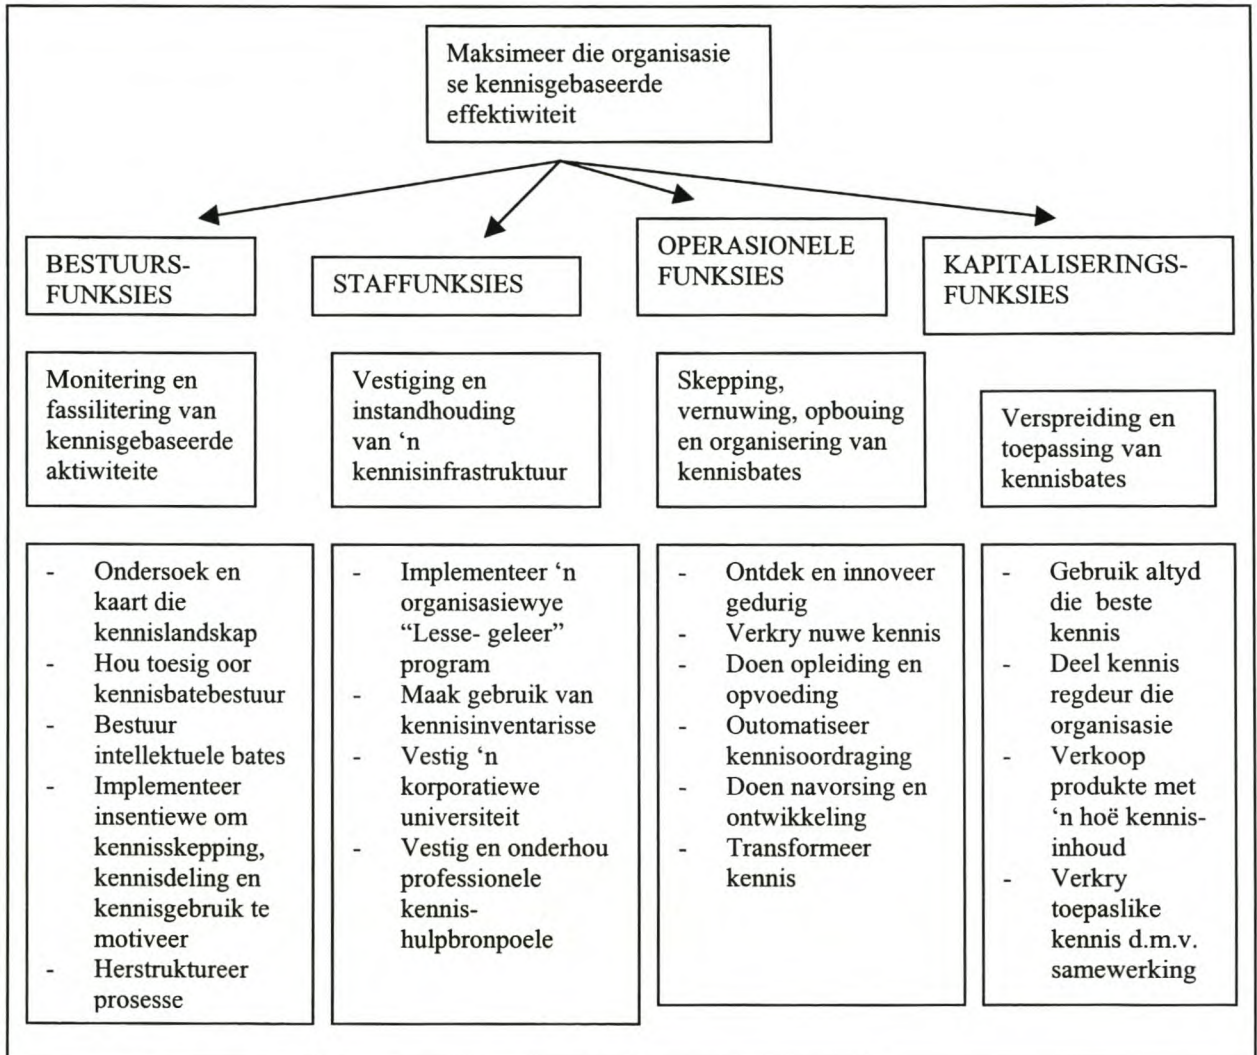 Maksimeer die organisasie
se kennisgebaseerde
effektiwiteit
BESTUURS-
FUNKSIES
STAFFUNKSIES
OPERASIONELE
FUNKSIES
KAPITALISERINGS-
FUNKSIES
Monitering en
fassilitering van
kennisgebaseerde
aktiwiteite
Vestiging en
instandhouding
van ‘n
kennisinfrastruktuur
Skepping,
vernuwing, opbouing
en organisering van
kennisbates
Verspreiding en
toepassing van
kennisbates
- Ondersoek en
kaart die
kennislandskap
- Hou toesig oor
kennisbatebestuur
- Bestuur
intellektuele bates
- Implementeer
insentiewe om
kennisskepping,
kennisdeling en
kennisgebruik te
motiveer
- Herstruktureer
prosesse
- Implementeer ‘n
organisasiewye
“Lesse- geleer”
program
- Maak gebruik van
kennisinventarisse
- Vestig ‘n
korporatiewe
universiteit
- Vestig en onderhou
professionele
kennis-
hulpbronpoele
- Ontdek en innoveer
gedurig
- Verkry nuwe kennis
- Doen opleiding en
opvoeding
- Outomatiseer
kennisoordraging
- Doen navorsing en
ontwikkeling
- Transformeer
kennis
- Gebruik altyd
die beste
kennis
- Deel kennis
regdeur die
organisasie
- Verkoop
produkte met
‘n hoë kennis-
inhoud
- Verkry
toepaslike
kennis d.m.v.
samewerking